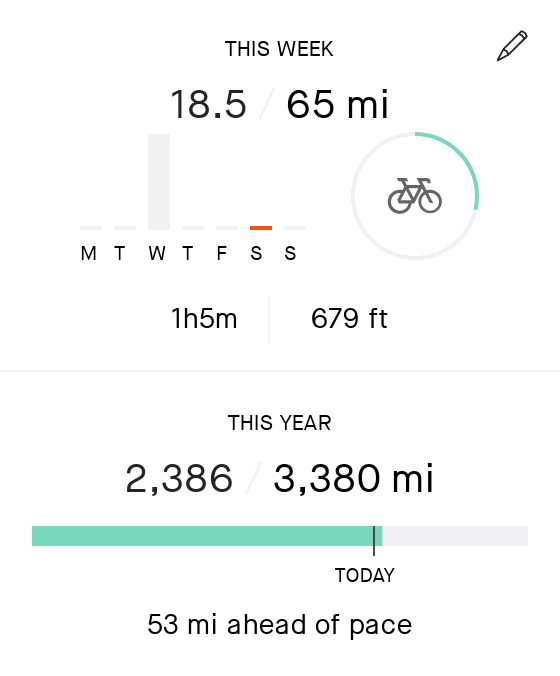 THIS WEEK
18.5 / 65 mi
M T W T F S S
1h5m 679 ft
THIS YEAR
2,386 / 3,380 mi
TODAY
53 mi ahead of pace